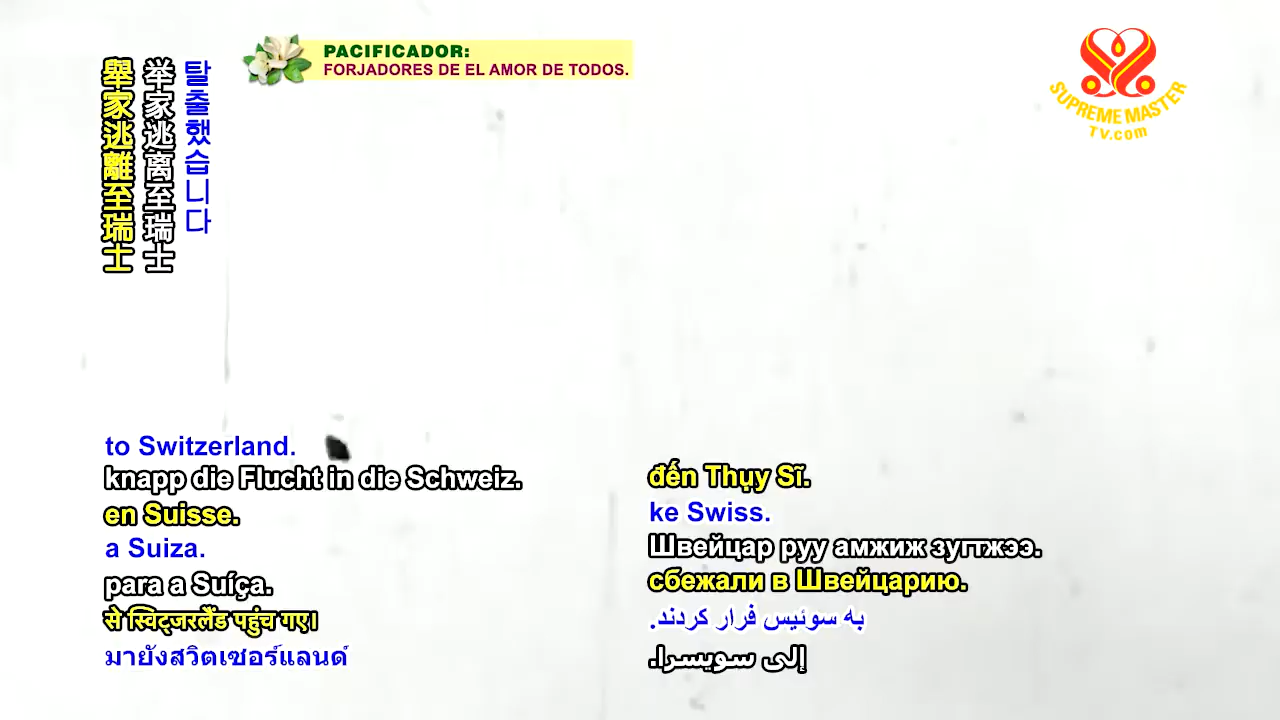 PACIFICADOR:
FORJADORES DE EL AMOR DE TODOS.
SUPREME MASTER
TV.com
탈출했습니다
举家逃离至瑞士
舉家逃離至瑞士
to Switzerland.
knapp die Flucht in die Schweiz.
en Suisse.
a Suiza.
para a Suíça.
से स्विट्जरलैंड पहुंच गए।
มายังสวิตเซอร์แลนด์
đến Thụy Sĩ.
ke Swiss.
Швейцар руу амжиж зугтжээ.
сбежали в Швейцарию.
به سوئیس فرار کردند.
إلى سويسرا.